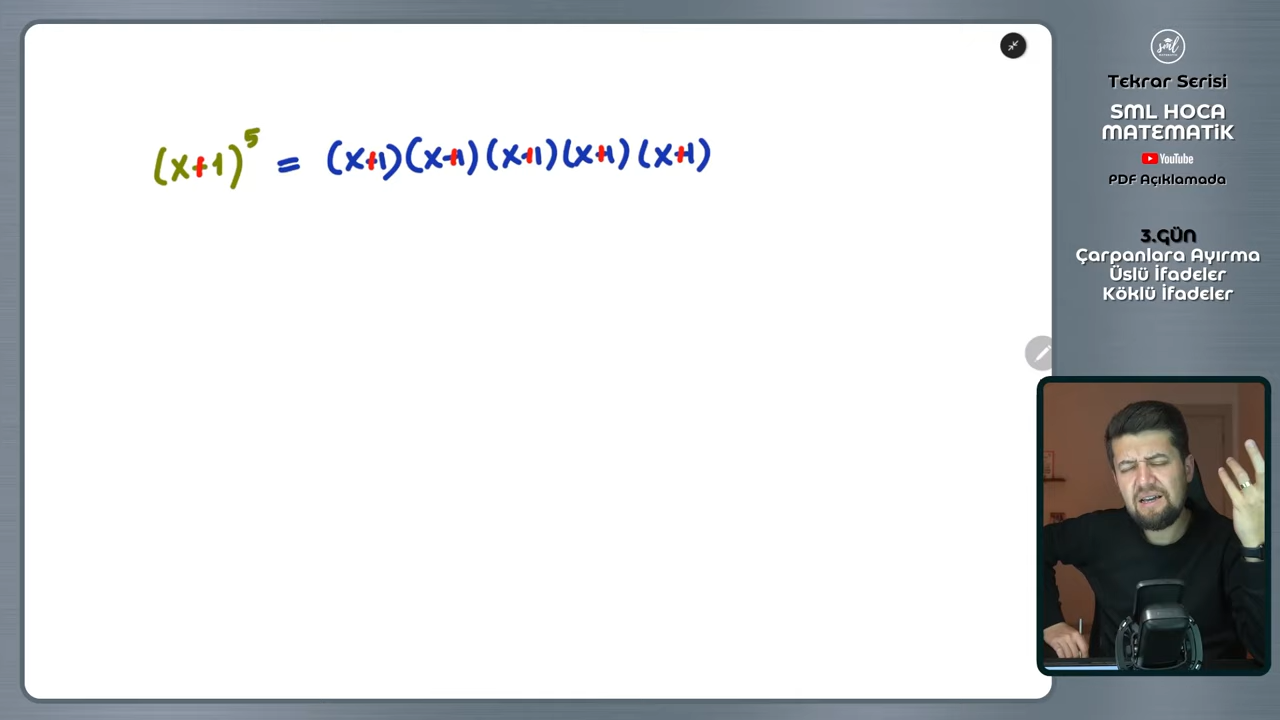 (x+1)^5 = (x+1)(x+1)(x+1)(x+1)(x+1)
sml
Tekrar Serisi
SML HOCA
MATEMATİK
YouTube
PDF Açıklamada
3.GÜN
Çarpanlara Ayırma
Üslü İfadeler
Köklü İfadeler